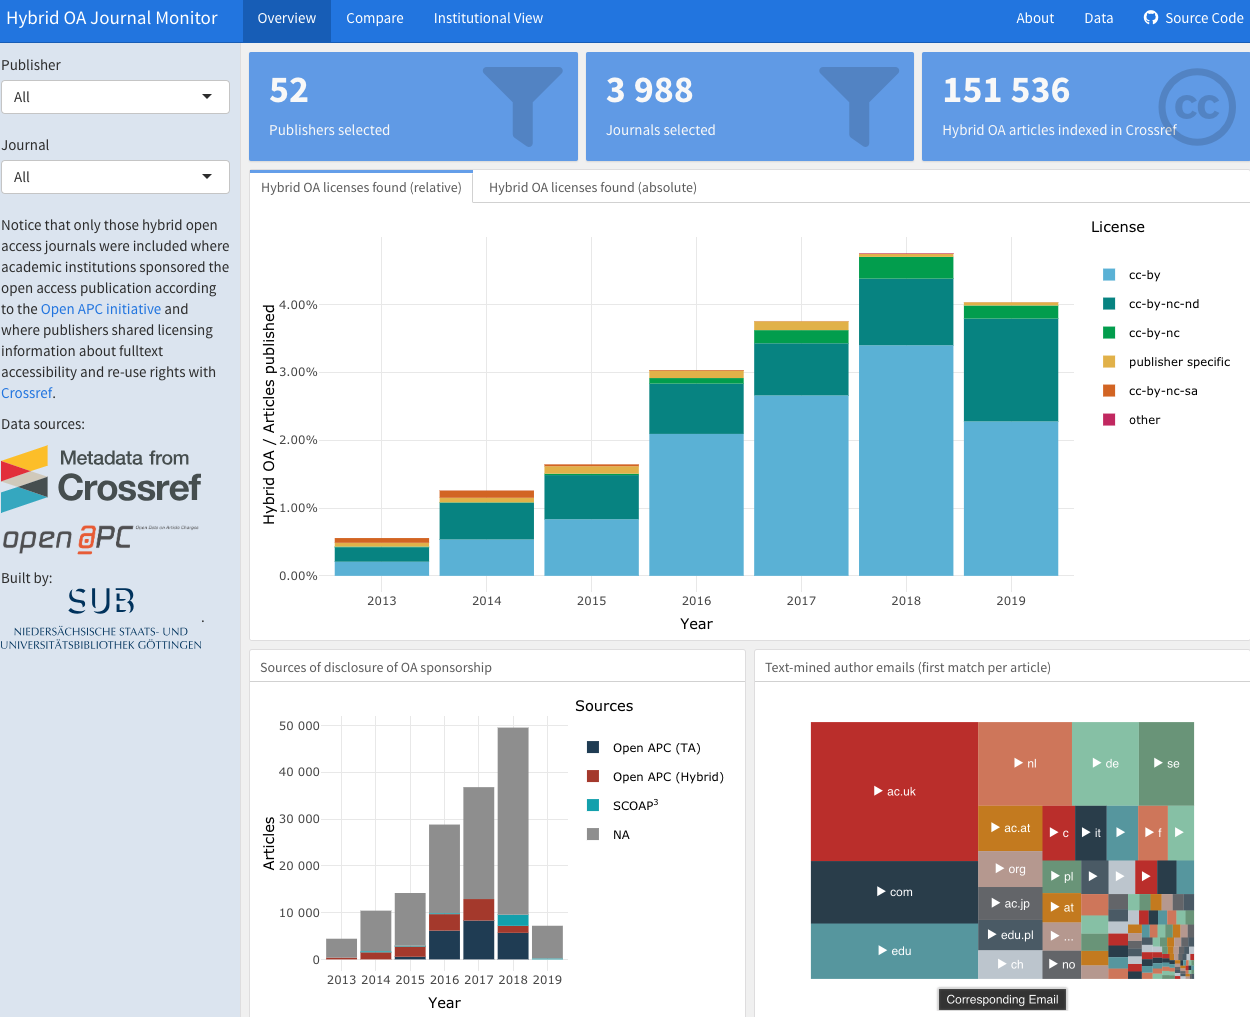 Hybrid OA Journal Monitor
Overview
Compare
Institutional View
About
Data
Source Code
Publisher
All
Journal
All
Notice that only those hybrid open
access journals were included where
academic institutions sponsored the
open access publication according
to the Open APC initiative and
where publishers shared licensing
information about fulltext
accessibility and re-use rights with
Crossref.
Data sources:
Metadata from
Crossref
open APC
Built by:
SUB
.
NIEDERSÄCHSISCHE STAATS- UND
UNIVERSITÄTSBIBLIOTHEK GÖTTINGEN
52
Publishers selected
3 988
Journals selected
151 536
Hybrid OA articles indexed in Crossref
cc
Hybrid OA licenses found (relative)
Hybrid OA licenses found (absolute)
Hybrid OA / Articles published
4.00%
3.00%
2.00%
1.00%
0.00%
2013 2014 2015 2016 2017 2018 2019
Year
License
cc-by
cc-by-nc-nd
cc-by-nc
publisher specific
cc-by-nc-sa
other
Sources of disclosure of OA sponsorship
Articles
50 000
40 000
30 000
20 000
10 000
0
2013 2014 2015 2016 2017 2018 2019
Year
Sources
Open APC (TA)
Open APC (Hybrid)
SCOAP3
NA
Text-mined author emails (first match per article)
ac.uk
nl
de
se
ac.at
c
it
f
com
org
pl
ac.jp
at
edu
edu.pl
...
ch
no
Corresponding Email